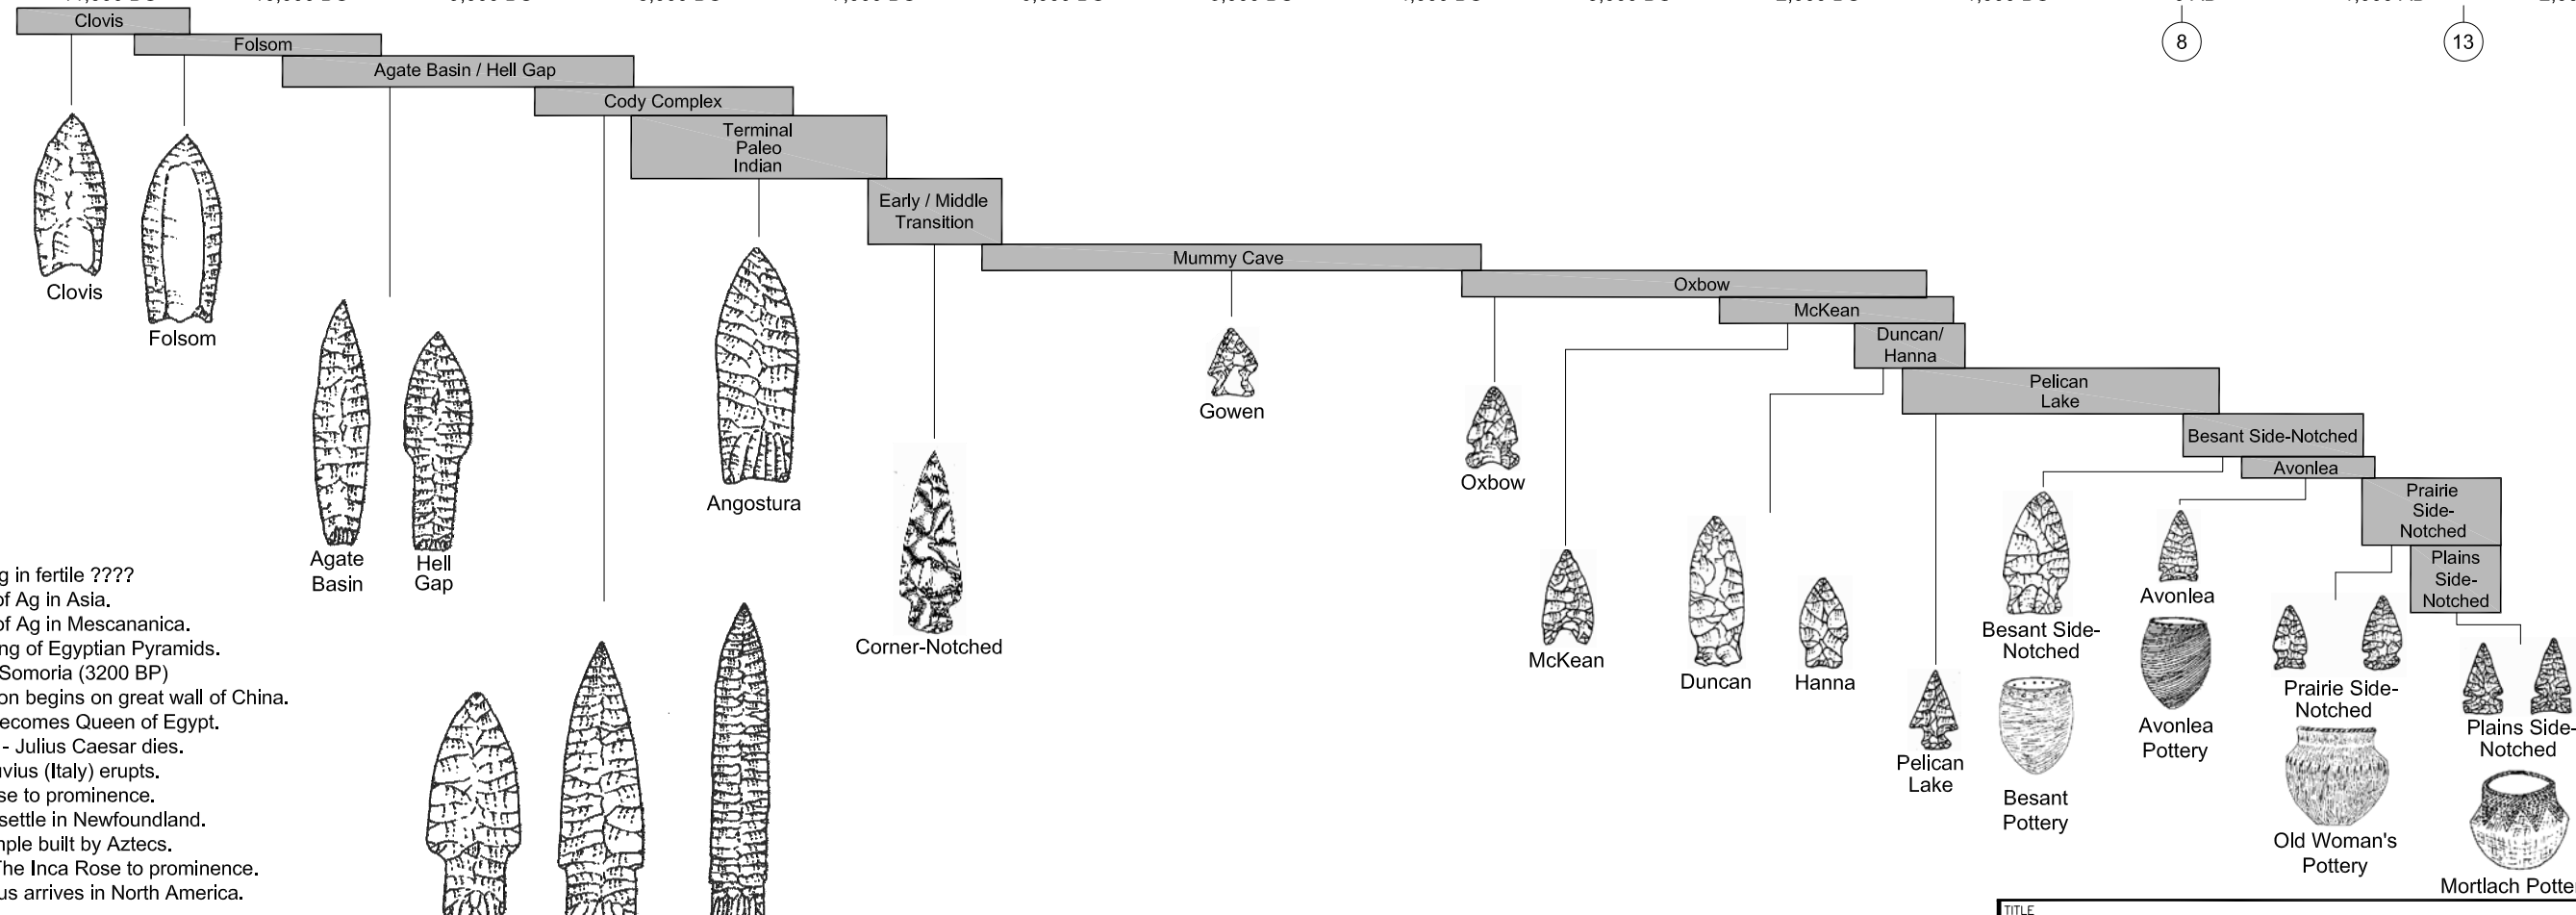 Clovis
Folsom
8
13
Agate Basin / Hell Gap
Cody Complex
Terminal
Paleo
Indian
Early / Middle
Transition
Mummy Cave
Oxbow
McKean
Duncan/
Hanna
Pelican
Lake
Besant Side-Notched
Avonlea
Prairie
Side-
Notched
Plains
Side-
Notched
Clovis
Folsom
Agate
Basin
Hell
Gap
Angostura
Corner-Notched
Gowen
Oxbow
McKean
Duncan
Hanna
Pelican
Lake
Besant Side-
Notched
Besant
Pottery
Avonlea
Avonlea
Pottery
Prairie Side-
Notched
Old Woman's
Pottery
Plains Side-
Notched
Mortlach Potter
g in fertile ????
of Ag in Asia.
of Ag in Mescananica.
ng of Egyptian Pyramids.
Somoria (3200 BP)
on begins on great wall of China.
ecomes Queen of Egypt.
- Julius Caesar dies.
uvius (Italy) erupts.
se to prominence.
settle in Newfoundland.
mple built by Aztecs.
The Inca Rose to prominence.
us arrives in North America.
TITLE